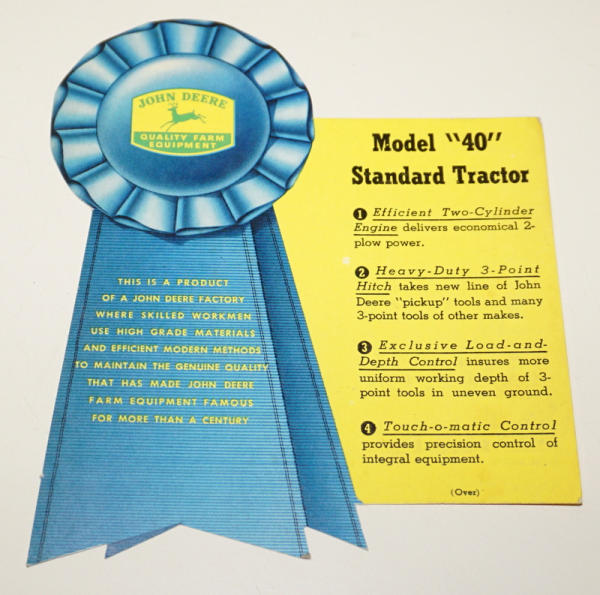 JOHN DEERE
QUALITY FARM
EQUIPMENT
THIS IS A PRODUCT
OF A JOHN DEERE FACTORY
WHERE SKILLED WORKMEN
USE HIGH GRADE MATERIALS
AND EFFICIENT MODERN METHODS
TO MAINTAIN THE GENUINE QUALITY
THAT HAS MADE JOHN DEERE
FARM EQUIPMENT FAMOUS
FOR MORE THAN A CENTURY
Model "40"
Standard Tractor
1 Efficient Two-Cylinder
Engine delivers economical 2-
plow power.
2 Heavy-Duty 3-Point
Hitch takes new line of John
Deere "pickup" tools and many
3-point tools of other makes.
3 Exclusive Load-and-
Depth Control insures more
uniform working depth of 3-
point tools in uneven ground.
4 Touch-o-matic Control
provides precision control of
integral equipment.
(Over)